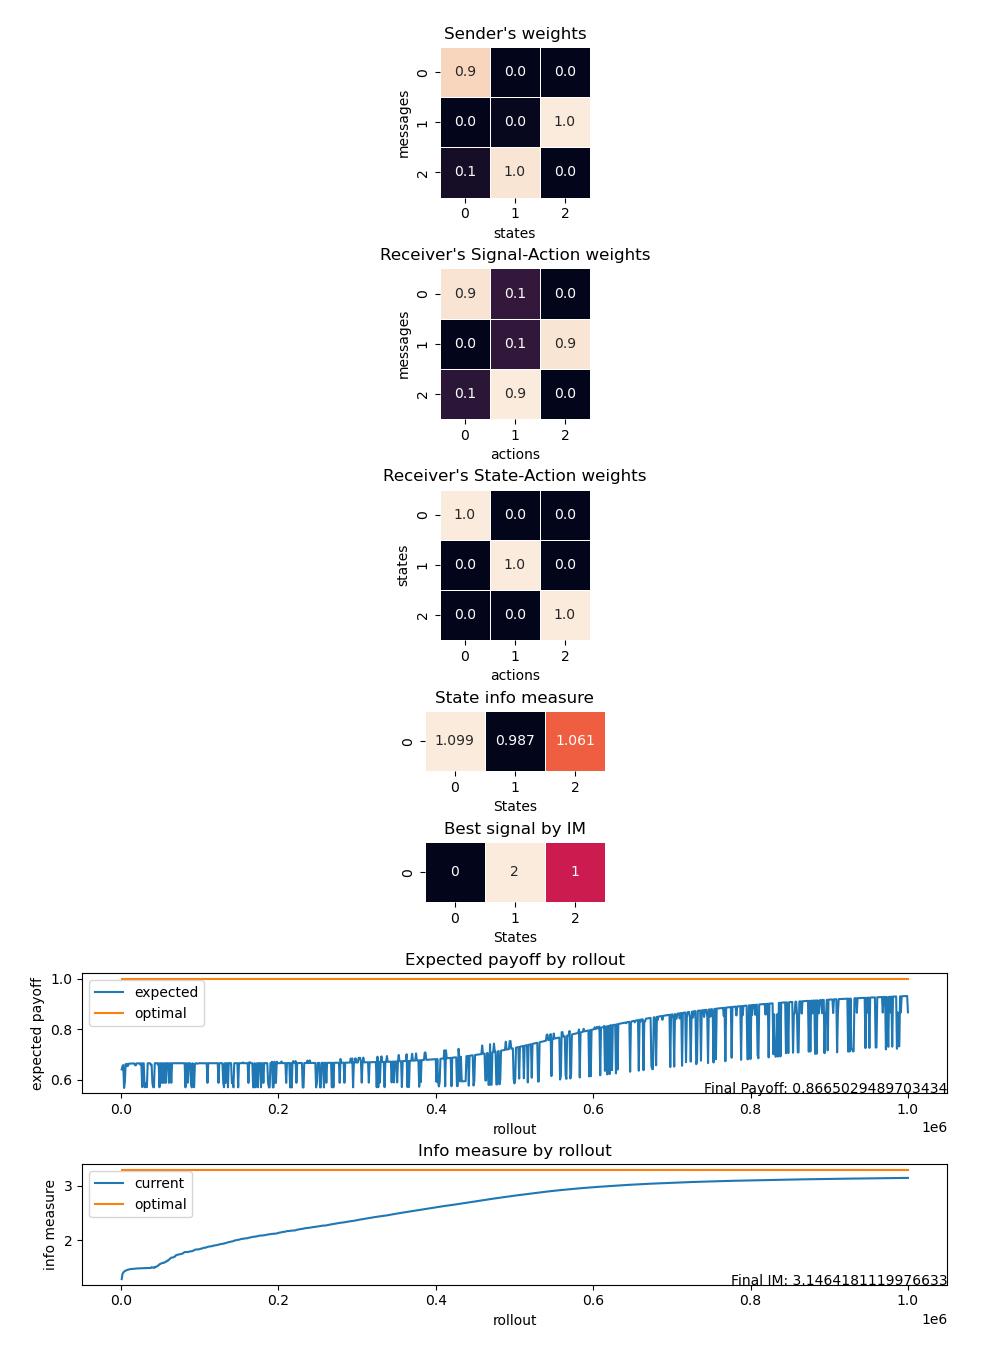 Sender's weights
messages
0 0.9 0.0 0.0
1 0.0 0.0 1.0
2 0.1 1.0 0.0
0 1 2
states
Receiver's Signal-Action weights
messages
0 0.9 0.1 0.0
1 0.0 0.1 0.9
2 0.1 0.9 0.0
0 1 2
actions
Receiver's State-Action weights
states
0 1.0 0.0 0.0
1 0.0 1.0 0.0
2 0.0 0.0 1.0
0 1 2
actions
State info measure
0 1.099 0.987 1.061
0 1 2
States
Best signal by IM
0 0 2 1
0 1 2
States
Expected payoff by rollout
expected payoff
1.0
0.8
0.6
expected
optimal
Final Payoff: 0.8665029489703434
0.0 0.2 0.4 0.6 0.8 1.0
1e6
rollout
Info measure by rollout
info measure
3
2
current
optimal
Final IM: 3.1464181119976633
0.0 0.2 0.4 0.6 0.8 1.0
1e6
rollout